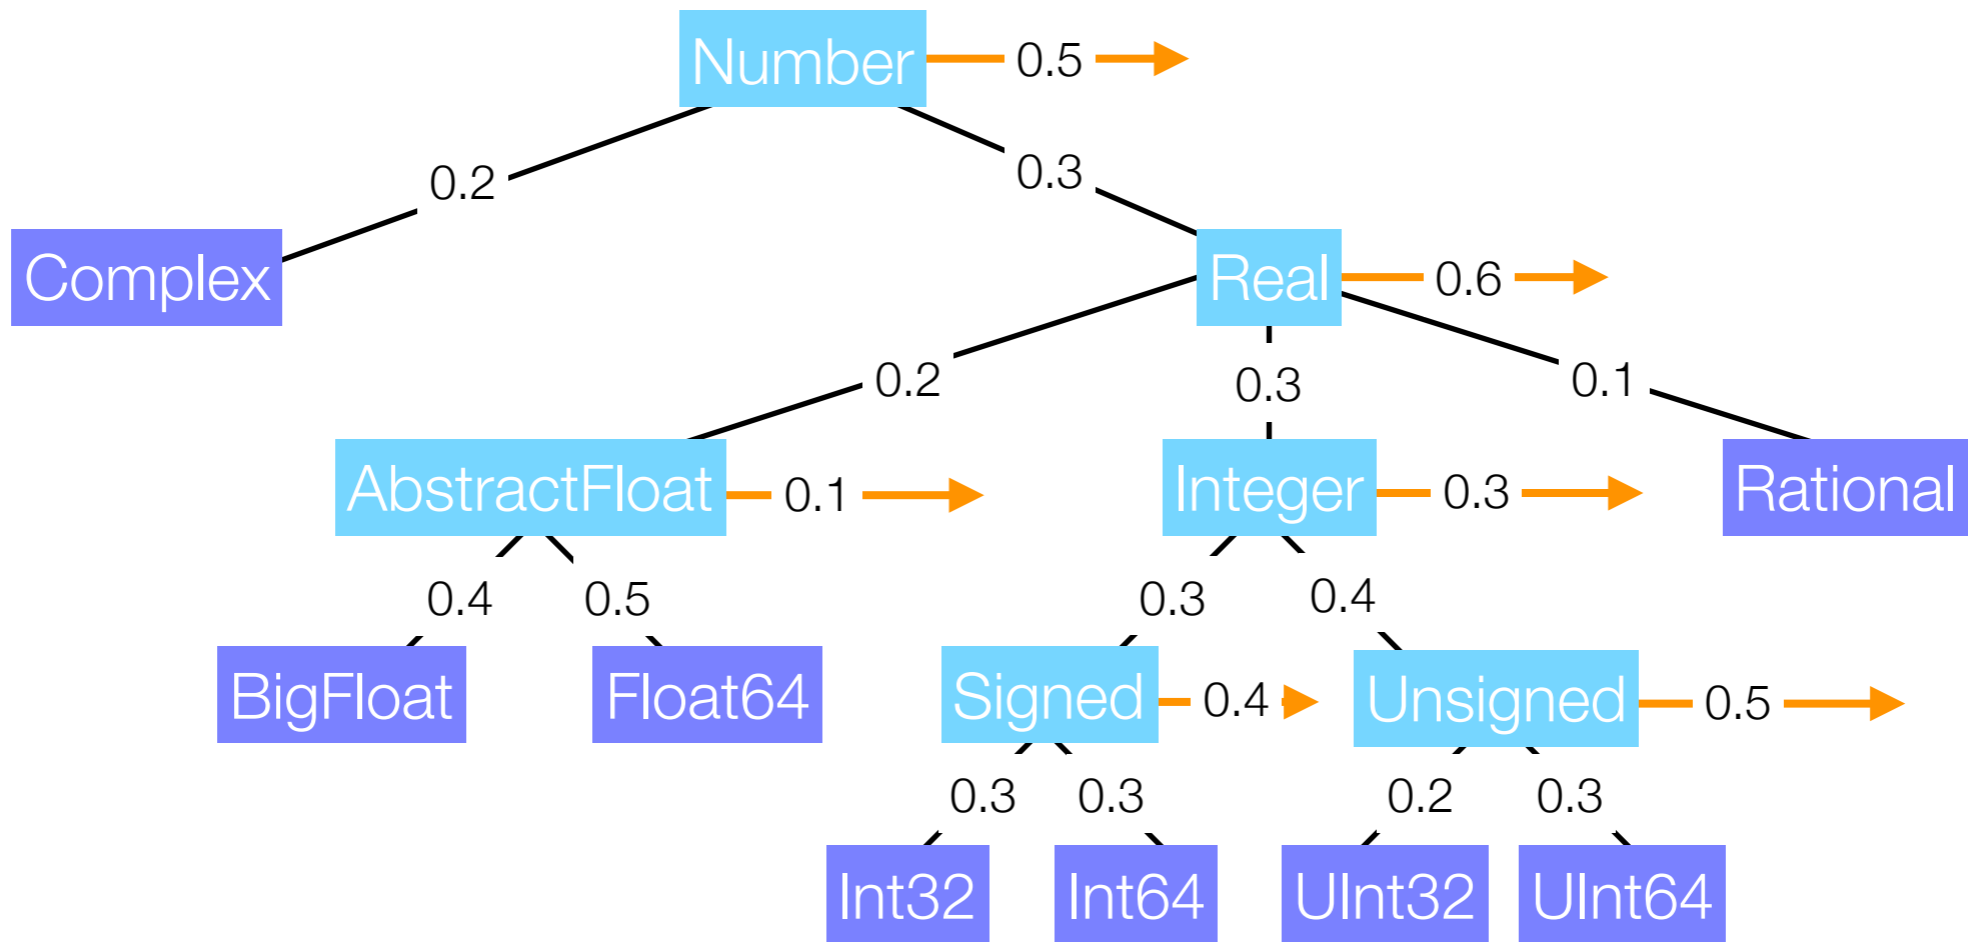 Number
0.5
0.2
0.3
Complex
Real
0.6
0.2
0.3
0.1
AbstractFloat
0.1
Integer
0.3
Rational
0.4
0.5
0.3
0.4
BigFloat
Float64
Signed
0.4
Unsigned
0.5
0.3
0.3
0.2
0.3
Int32
Int64
UInt32
UInt64